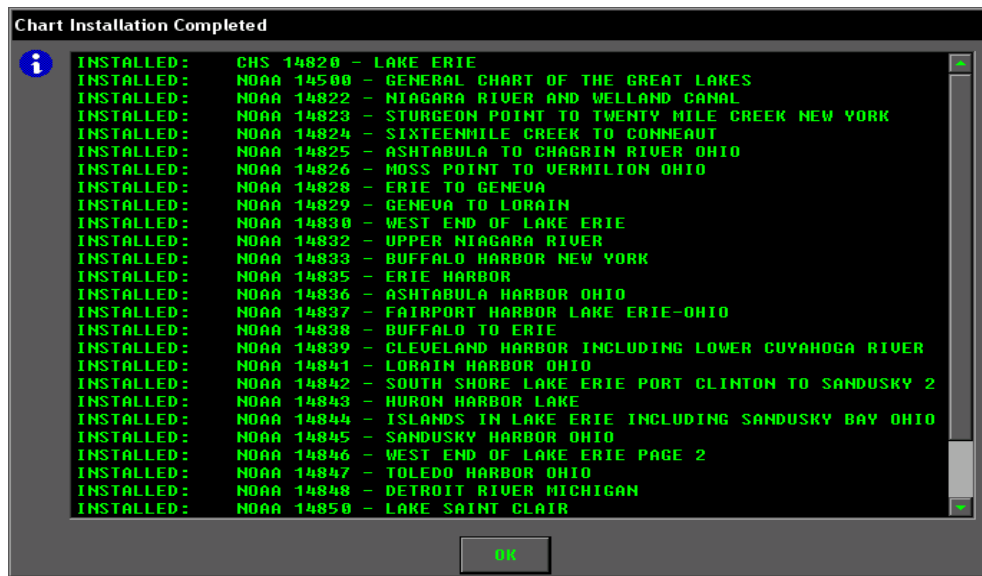 Chart Installation Completed
INSTALLED: CHS 14820 - LAKE ERIE
INSTALLED: NOAA 14500 - GENERAL CHART OF THE GREAT LAKES
INSTALLED: NOAA 14822 - NIAGARA RIVER AND WELLAND CANAL
INSTALLED: NOAA 14823 - STURGEON POINT TO TWENTY MILE CREEK NEW YORK
INSTALLED: NOAA 14824 - SIXTEENMILE CREEK TO CONNEAUT
INSTALLED: NOAA 14825 - ASHTABULA TO CHAGRIN RIVER OHIO
INSTALLED: NOAA 14826 - MOSS POINT TO VERMILION OHIO
INSTALLED: NOAA 14828 - ERIE TO GENEVA
INSTALLED: NOAA 14829 - GENEVA TO LORAIN
INSTALLED: NOAA 14830 - WEST END OF LAKE ERIE
INSTALLED: NOAA 14832 - UPPER NIAGARA RIVER
INSTALLED: NOAA 14833 - BUFFALO HARBOR NEW YORK
INSTALLED: NOAA 14835 - ERIE HARBOR
INSTALLED: NOAA 14836 - ASHTABULA HARBOR OHIO
INSTALLED: NOAA 14837 - FAIRPORT HARBOR LAKE ERIE-OHIO
INSTALLED: NOAA 14838 - BUFFALO TO ERIE
INSTALLED: NOAA 14839 - CLEVELAND HARBOR INCLUDING LOWER CUYAHOGA RIVER
INSTALLED: NOAA 14841 - LORAIN HARBOR OHIO
INSTALLED: NOAA 14842 - SOUTH SHORE LAKE ERIE PORT CLINTON TO SANDUSKY 2
INSTALLED: NOAA 14843 - HURON HARBOR LAKE
INSTALLED: NOAA 14844 - ISLANDS IN LAKE ERIE INCLUDING SANDUSKY BAY OHIO
INSTALLED: NOAA 14845 - SANDUSKY HARBOR OHIO
INSTALLED: NOAA 14846 - WEST END OF LAKE ERIE PAGE 2
INSTALLED: NOAA 14847 - TOLEDO HARBOR OHIO
INSTALLED: NOAA 14848 - DETROIT RIVER MICHIGAN
INSTALLED: NOAA 14850 - LAKE SAINT CLAIR
OK